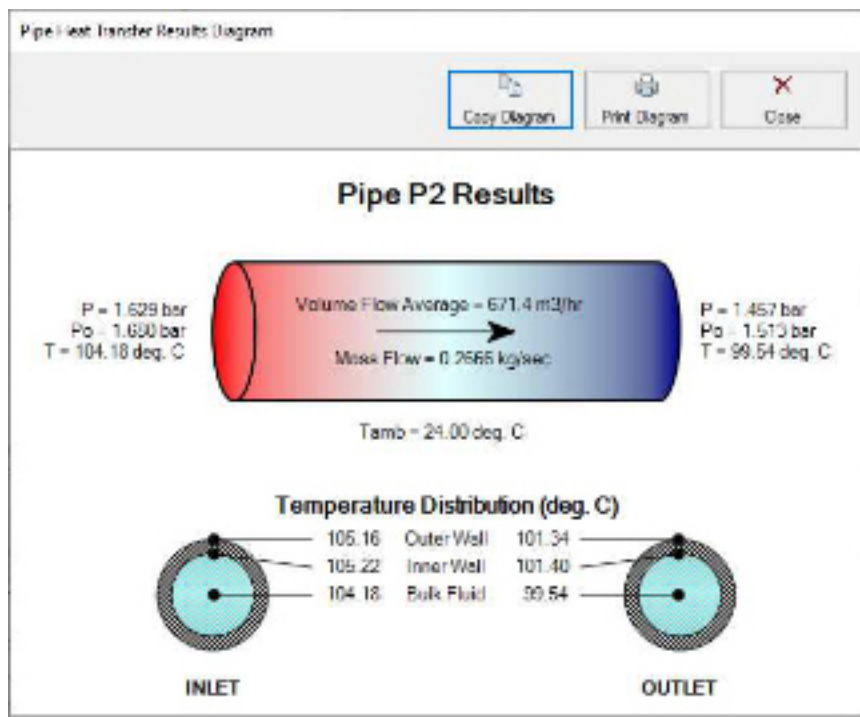 Pipe Heat Transfer Results Diagram
Copy Diagram
Print Diagram
Close
Pipe P2 Results
P = 1.629 bar
Po = 1.680 bar
T = 104.18 deg. C
Volume Flow Average = 671.4 m3/hr
Mass Flow = 0.2665 kg/sec
P = 1.457 bar
Po = 1.513 bar
T = 99.54 deg. C
Tamb = 24.00 deg. C
Temperature Distribution (deg. C)
105.16 Outer Wall 101.34
105.22 Inner Wall 101.40
104.18 Bulk Fluid 99.54
INLET
OUTLET